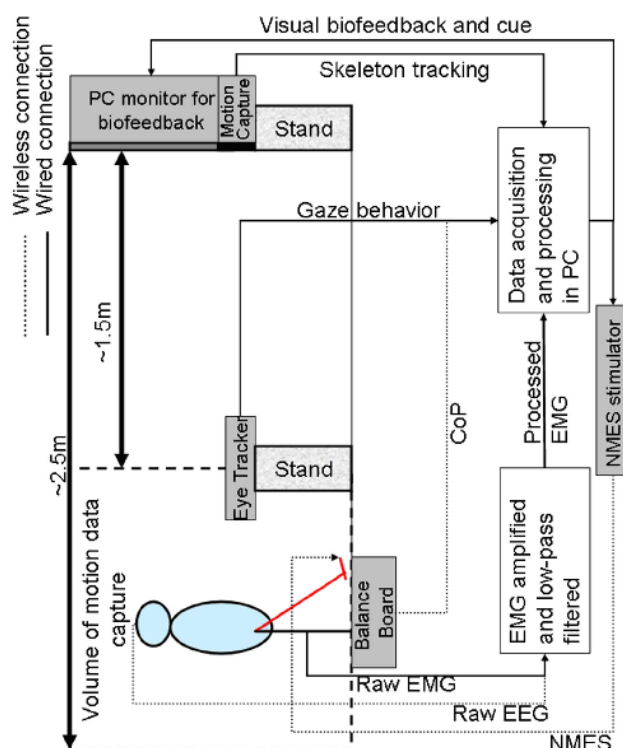 Visual biofeedback and cue
Skeleton tracking
PC monitor for
biofeedback
Motion
Capture
Stand
Wireless connection
Wired connection
Gaze behavior
Data acquisition
and processing
in PC
~1.5m
~2.5m
Eye Tracker
Stand
CoP
Processed
EMG
NMES stimulator
Volume of motion data
capture
Balance
Board
EMG amplified
and low-pass
filtered
Raw EMG
Raw EEG
NMES